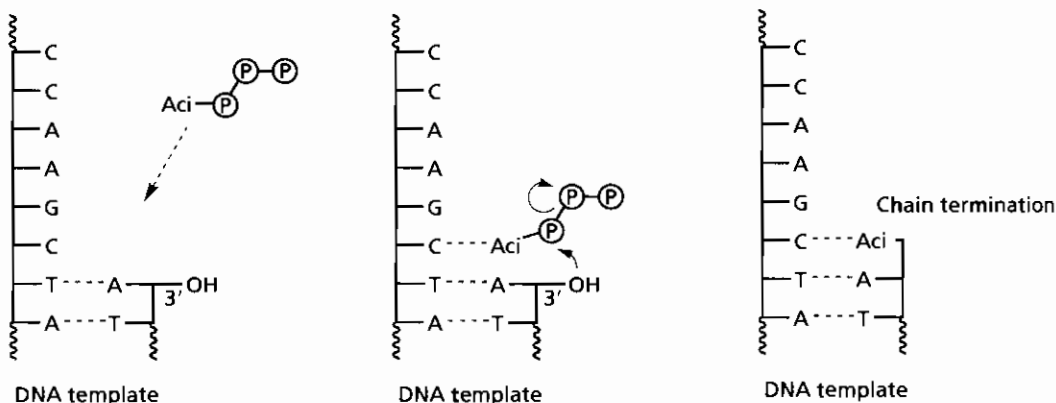 C
C
A
A
G
C
T A 3′ OH
A T
Aci P P P
DNA template
C
C
A
A
G
C Aci P P P
T A 3′ OH
A T
DNA template
C
C
A
A
G
Chain termination
C Aci
T A
A T
DNA template